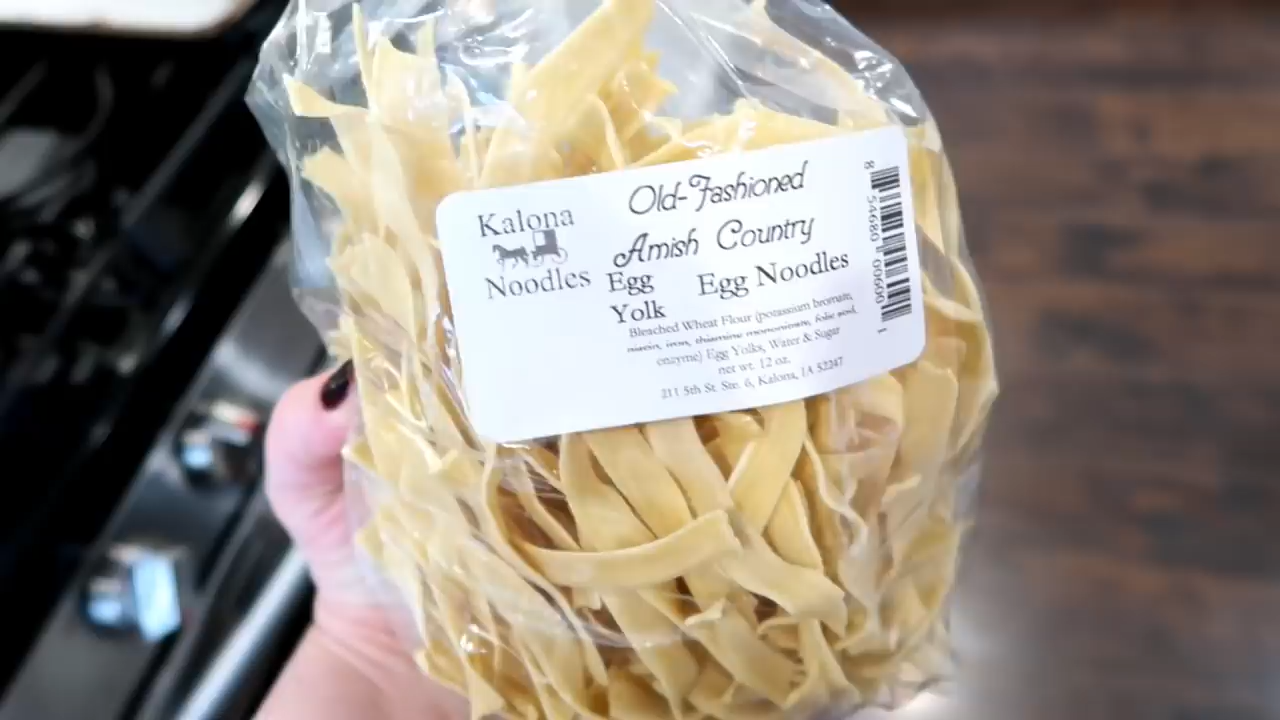 Kalona
Noodles
Old-Fashioned
Amish Country
Egg Egg Noodles
Yolk
Bleached Wheat Flour (potassium bromate,
niacin, iron, thiamine mononitrate, folic acid,
enzyme) Egg Yolks, Water & Sugar
net wt. 12 oz.
211 5th St. Ste. 6, Kalona, IA 52247
8 54680 00600 1